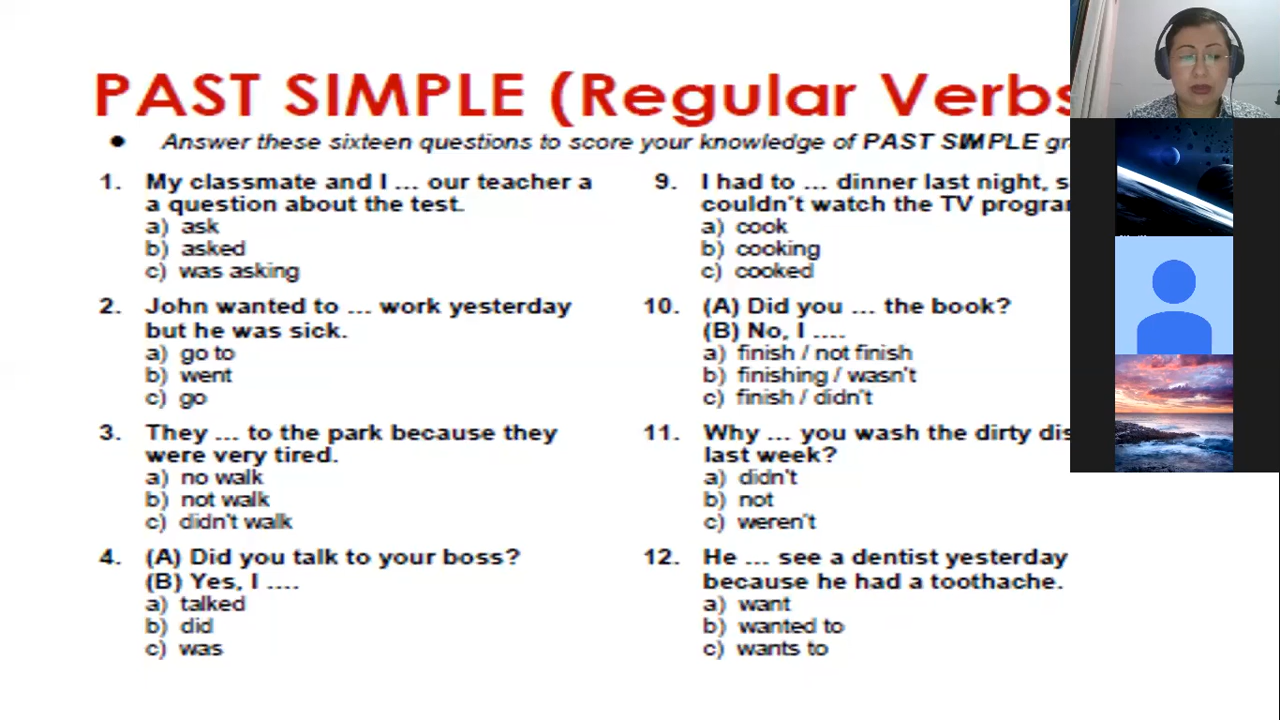 PAST SIMPLE (Regular Verbs
• Answer these sixteen questions to score your knowledge of PAST SIMPLE
1. My classmate and I ... our teacher a
a question about the test.
a) ask
b) asked
c) was asking
2. John wanted to ... work yesterday
but he was sick.
a) go to
b) went
c) go
3. They ... to the park because they
were very tired.
a) no walk
b) not walk
c) didn't walk
4. (A) Did you talk to your boss?
(B) Yes, I ....
a) talked
b) did
c) was
9. I had to ... dinner last night,
couldn't watch the TV
a) cook
b) cooking
c) cooked
10. (A) Did you ... the book?
(B) No, I ....
a) finish / not finish
b) finishing / wasn't
c) finish / didn't
11. Why ... you wash the dirty
last week?
a) didn't
b) not
c) weren't
12. He ... see a dentist yesterday
because he had a toothache.
a) want
b) wanted to
c) wants to